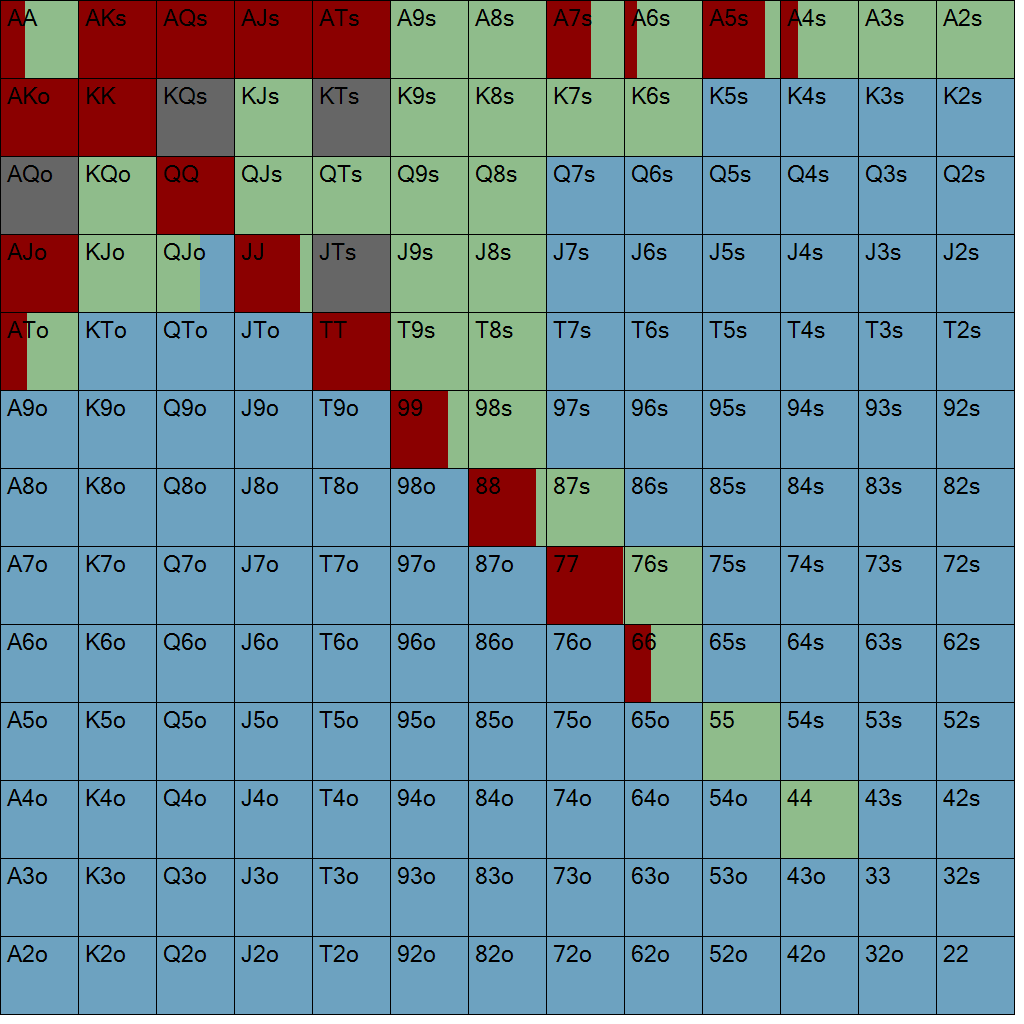 AA AKs AQs AJs ATs A9s A8s A7s A6s A5s A4s A3s A2s
AKo KK KQs KJs KTs K9s K8s K7s K6s K5s K4s K3s K2s
AQo KQo QQ QJs QTs Q9s Q8s Q7s Q6s Q5s Q4s Q3s Q2s
AJo KJo QJo JJ JTs J9s J8s J7s J6s J5s J4s J3s J2s
ATo KTo QTo JTo TT T9s T8s T7s T6s T5s T4s T3s T2s
A9o K9o Q9o J9o T9o 99 98s 97s 96s 95s 94s 93s 92s
A8o K8o Q8o J8o T8o 98o 88 87s 86s 85s 84s 83s 82s
A7o K7o Q7o J7o T7o 97o 87o 77 76s 75s 74s 73s 72s
A6o K6o Q6o J6o T6o 96o 86o 76o 66 65s 64s 63s 62s
A5o K5o Q5o J5o T5o 95o 85o 75o 65o 55 54s 53s 52s
A4o K4o Q4o J4o T4o 94o 84o 74o 64o 54o 44 43s 42s
A3o K3o Q3o J3o T3o 93o 83o 73o 63o 53o 43o 33 32s
A2o K2o Q2o J2o T2o 92o 82o 72o 62o 52o 42o 32o 22